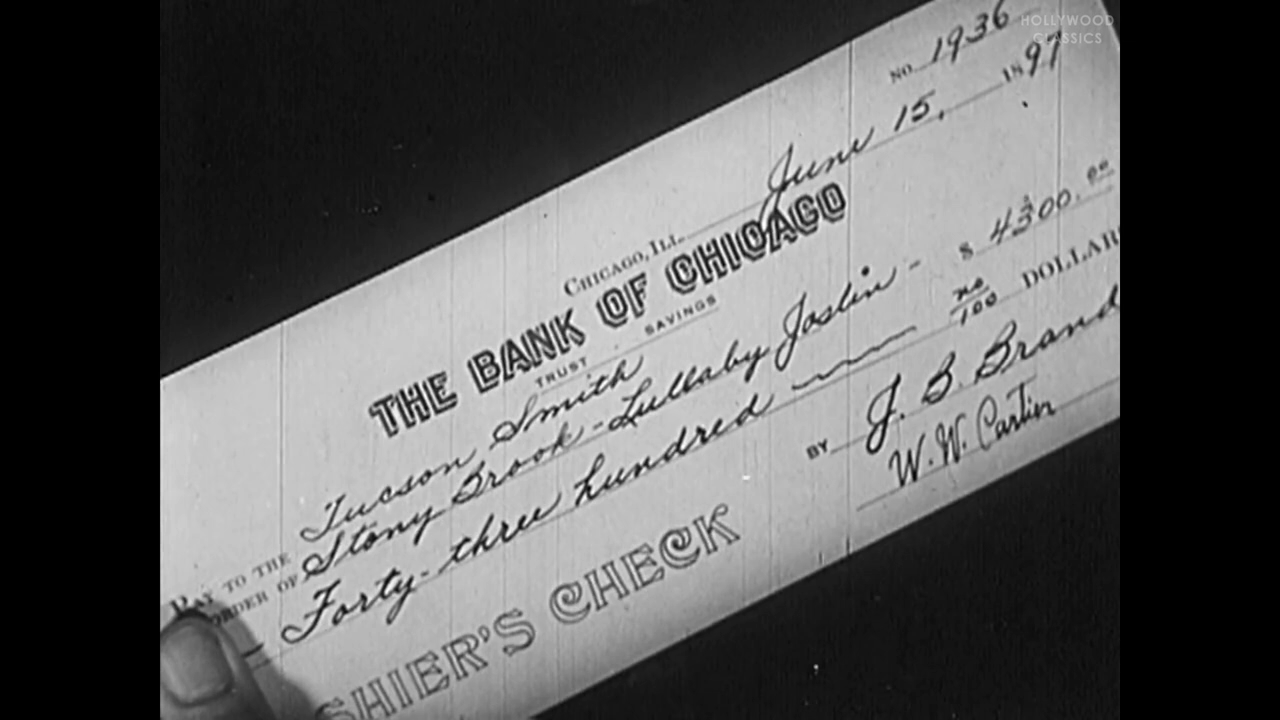 HOLLYWOOD
CLASSICS
NO. 1936
CHICAGO, ILL. June 15, 1897
THE BANK OF CHICAGO
TRUST SAVINGS
PAY TO THE ORDER OF Tucson Smith
Stony Brook - Lullaby Joslin - $ 4300.00
Forty-three hundred no/100 DOLLAR
BY J. B. Brand
W. W. Cartier
SHIER'S CHECK